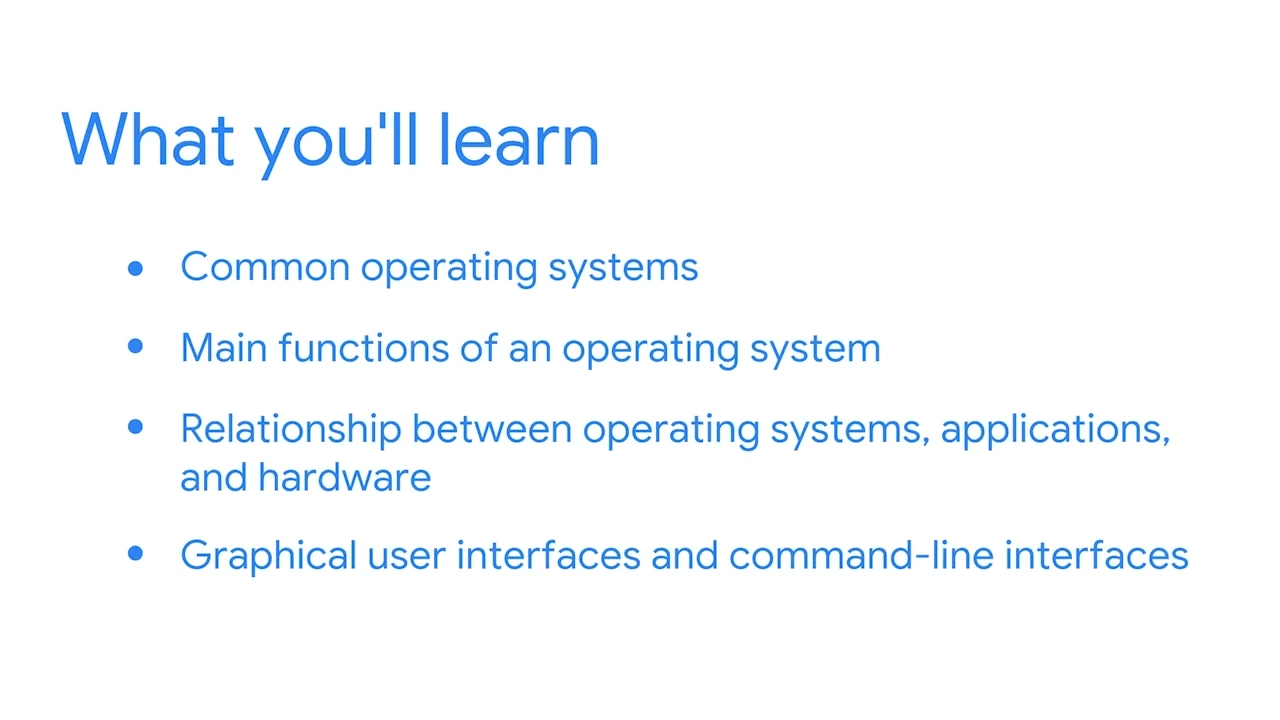 What you'll learn
• Common operating systems
• Main functions of an operating system
• Relationship between operating systems, applications,
and hardware
• Graphical user interfaces and command-line interfaces